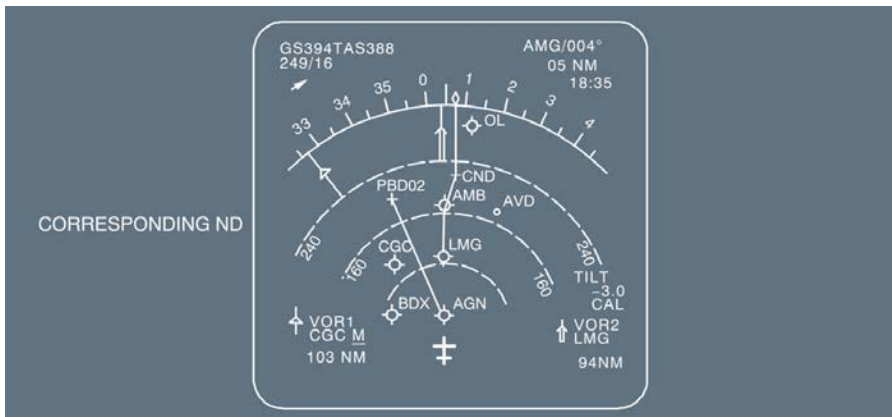 GS394TAS388
249/16
AMG/004°
05 NM
18:35
33
34
35
0
1
2
3
4
OL
PBD02
CND
AMB
AVD
CORRESPONDING ND
240
160
CGC
LMG
160
240
TILT
-3.0
CAL
BDX
AGN
VOR1
CGC M
103 NM
VOR2
LMG
94NM